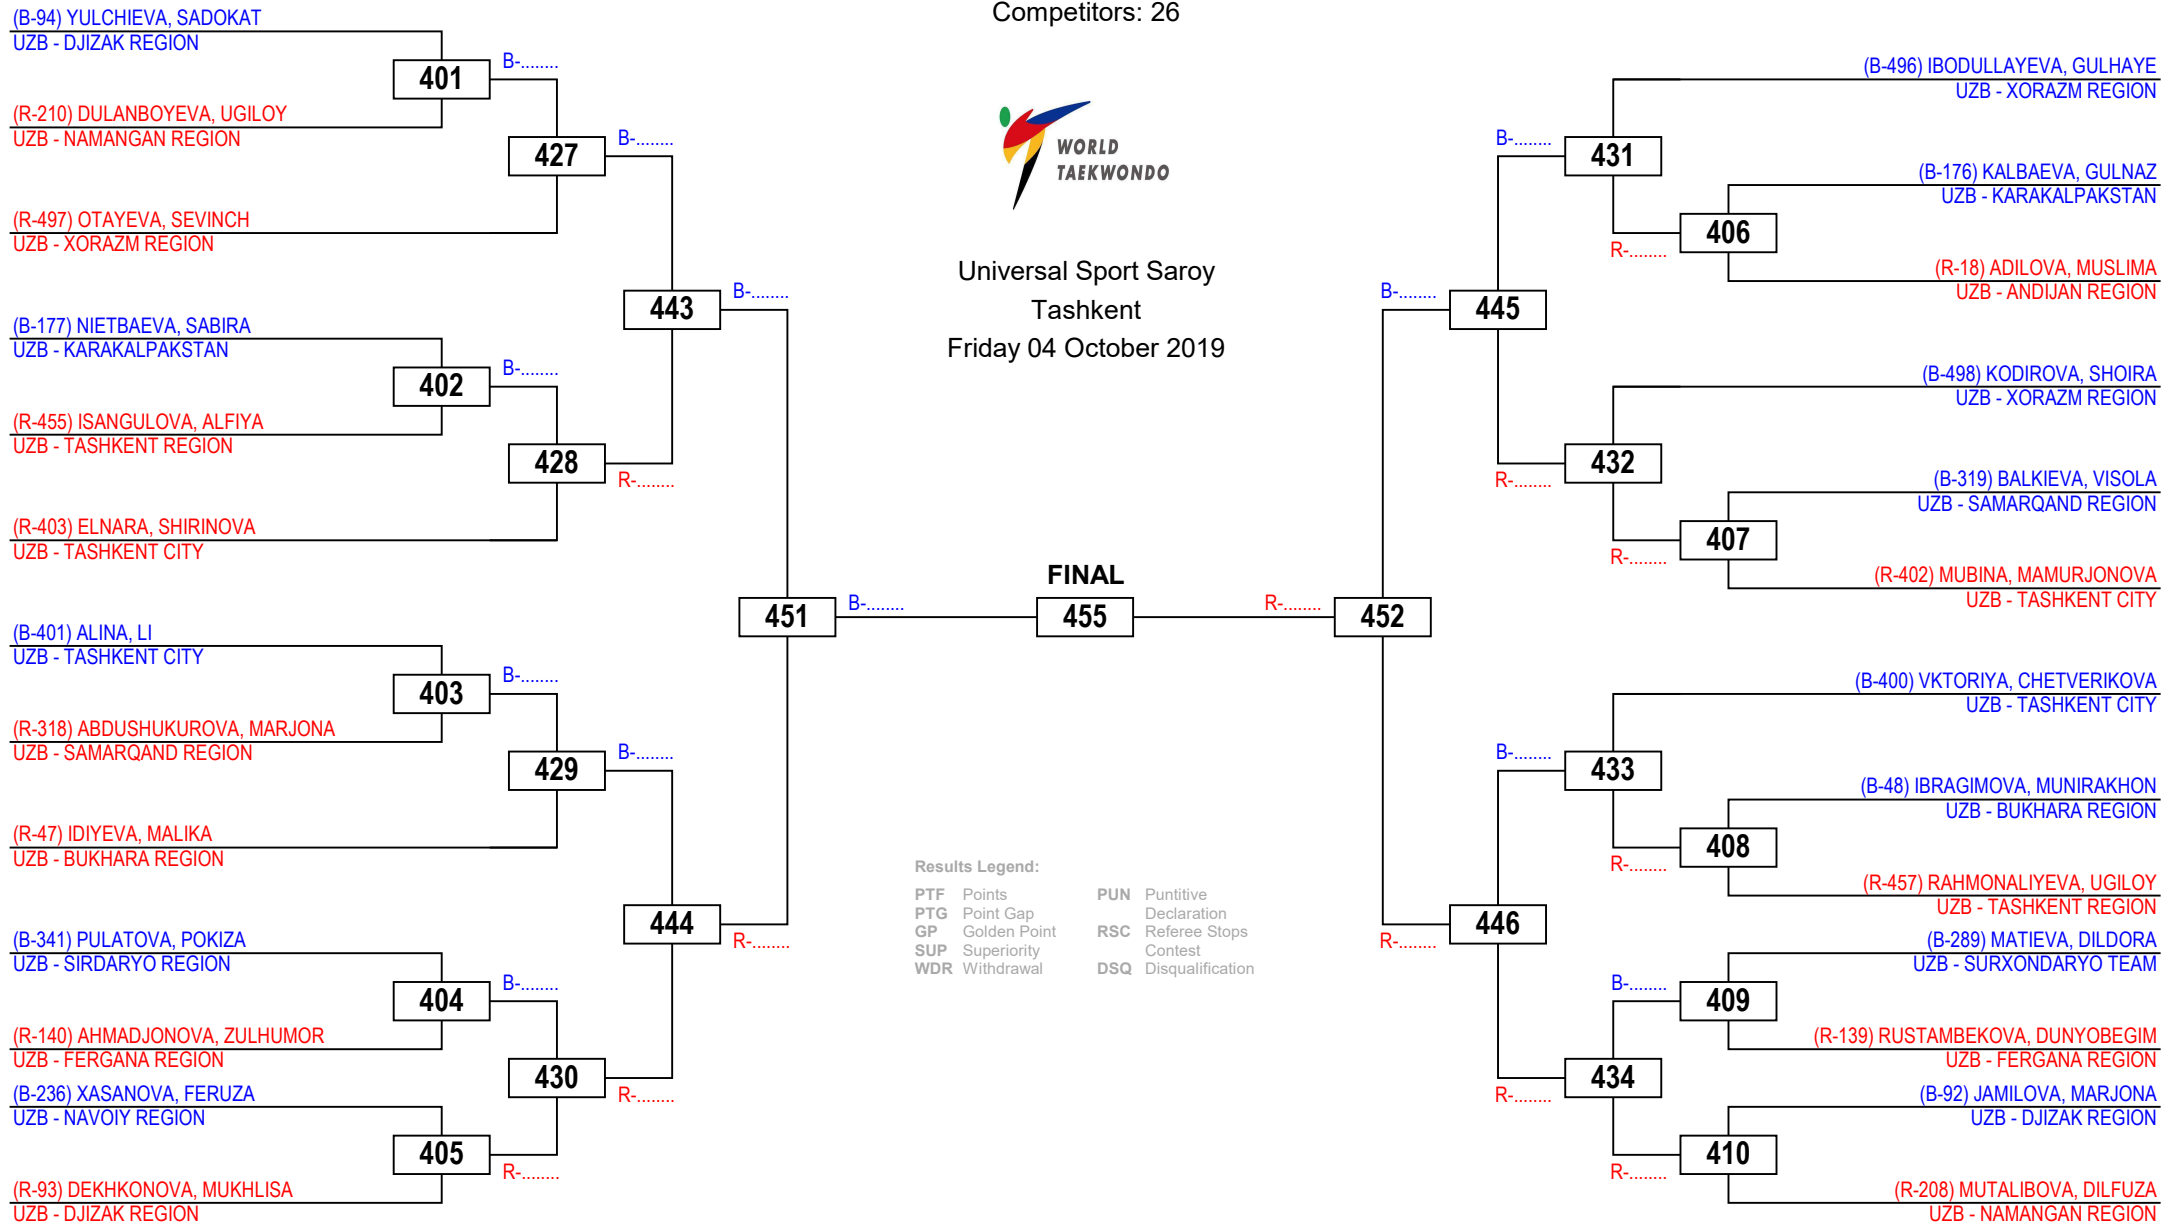 Competitors: 26
(B-94) YULCHIEVA, SADOKAT
UZB - DJIZAK REGION
401
B-........
(R-210) DULANBOYEVA, UGILOY
UZB - NAMANGAN REGION
427
B-........
(R-497) OTAYEVA, SEVINCH
UZB - XORAZM REGION
443
B-........
(B-177) NIETBAEVA, SABIRA
UZB - KARAKALPAKSTAN
402
B-........
(R-455) ISANGULOVA, ALFIYA
UZB - TASHKENT REGION
428
R-........
(R-403) ELNARA, SHIRINOVA
UZB - TASHKENT CITY
451
B-........
(B-401) ALINA, LI
UZB - TASHKENT CITY
403
B-........
(R-318) ABDUSHUKUROVA, MARJONA
UZB - SAMARQAND REGION
429
B-........
(R-47) IDIYEVA, MALIKA
UZB - BUKHARA REGION
444
R-........
(B-341) PULATOVA, POKIZA
UZB - SIRDARYO REGION
404
B-........
(R-140) AHMADJONOVA, ZULHUMOR
UZB - FERGANA REGION
430
R-........
(B-236) XASANOVA, FERUZA
UZB - NAVOIY REGION
405
R-........
(R-93) DEKHKONOVA, MUKHLISA
UZB - DJIZAK REGION
WORLD
TAEKWONDO
Universal Sport Saroy
Tashkent
Friday 04 October 2019
FINAL
455
Results Legend:
PTF Points
PTG Point Gap
GP Golden Point
SUP Superiority
WDR Withdrawal
PUN Puntitive
Declaration
RSC Referee Stops
Contest
DSQ Disqualification
(B-496) IBODULLAYEVA, GULHAYE
UZB - XORAZM REGION
B-........
431
(B-176) KALBAEVA, GULNAZ
UZB - KARAKALPAKSTAN
406
R-........
(R-18) ADILOVA, MUSLIMA
UZB - ANDIJAN REGION
B-........
445
(B-498) KODIROVA, SHOIRA
UZB - XORAZM REGION
432
R-........
(B-319) BALKIEVA, VISOLA
UZB - SAMARQAND REGION
407
R-........
(R-402) MUBINA, MAMURJONOVA
UZB - TASHKENT CITY
R-........
452
(B-400) VKTORIYA, CHETVERIKOVA
UZB - TASHKENT CITY
B-........
433
(B-48) IBRAGIMOVA, MUNIRAKHON
UZB - BUKHARA REGION
408
R-........
(R-457) RAHMONALIYEVA, UGILOY
UZB - TASHKENT REGION
446
R-........
(B-289) MATIEVA, DILDORA
UZB - SURXONDARYO TEAM
B-........
409
(R-139) RUSTAMBEKOVA, DUNYOBEGIM
UZB - FERGANA REGION
434
R-........
(B-92) JAMILOVA, MARJONA
UZB - DJIZAK REGION
410
R-........
(R-208) MUTALIBOVA, DILFUZA
UZB - NAMANGAN REGION